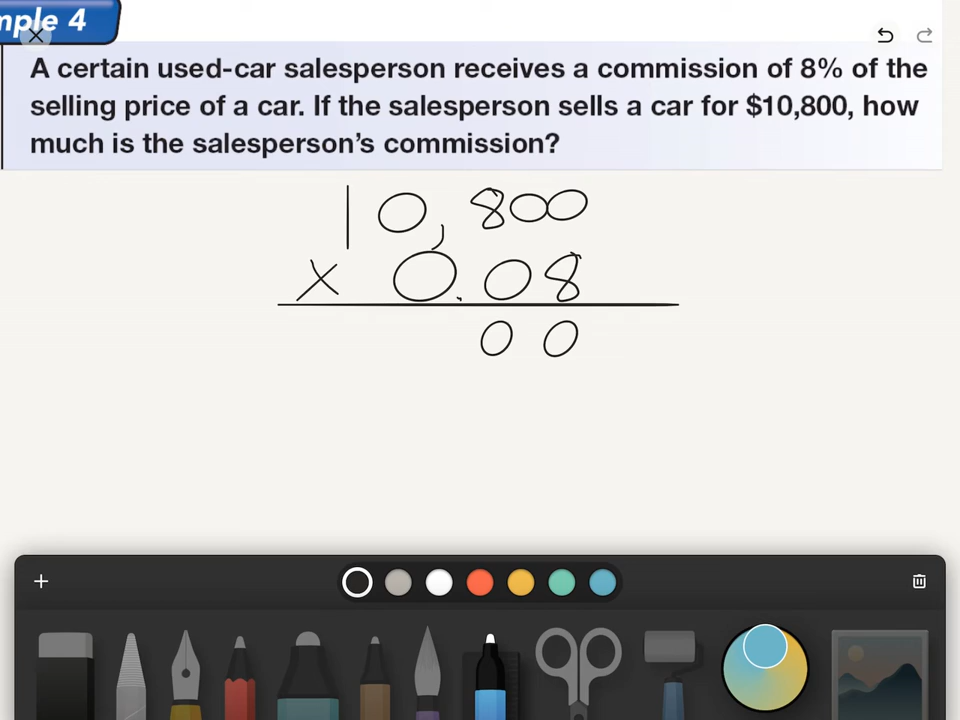 mple 4
A certain used-car salesperson receives a commission of 8% of the
selling price of a car. If the salesperson sells a car for $10,800, how
much is the salesperson's commission?
10,800
x 0.08
00